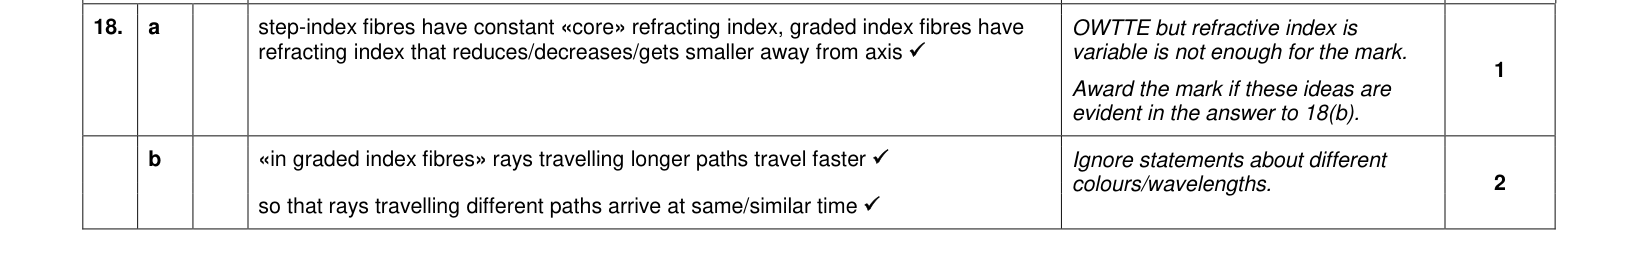 18. a step-index fibres have constant «core» refracting index, graded index fibres have
refracting index that reduces/decreases/gets smaller away from axis ✓
OWTTE but refractive index is
variable is not enough for the mark.
Award the mark if these ideas are
evident in the answer to 18(b).
1
b «in graded index fibres» rays travelling longer paths travel faster ✓
so that rays travelling different paths arrive at same/similar time ✓
Ignore statements about different
colours/wavelengths.
2